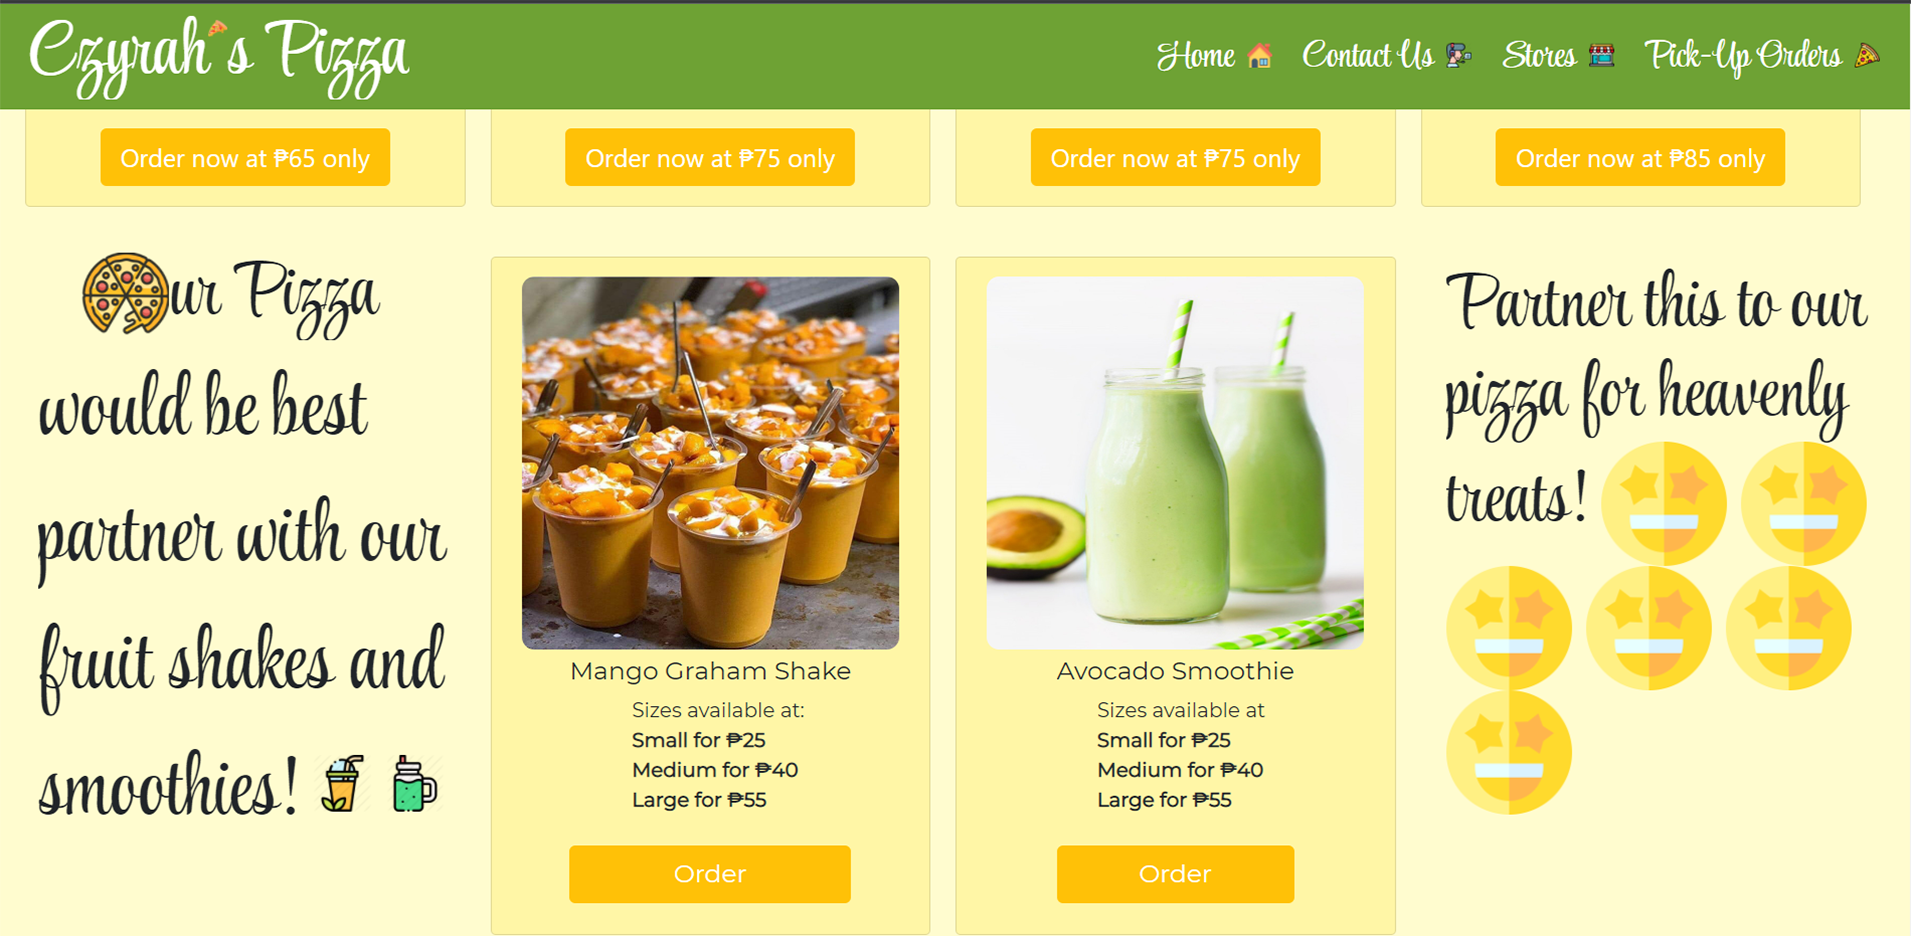 Czyrah's Pizza
Home
Contact Us
Stores
Pick-Up Orders
Order now at ₱65 only
Order now at ₱75 only
Order now at ₱75 only
Order now at ₱85 only
ur Pizza
would be best
partner with our
fruit shakes and
smoothies!
Mango Graham Shake
Sizes available at:
Small for ₱25
Medium for ₱40
Large for ₱55
Order
Avocado Smoothie
Sizes available at
Small for ₱25
Medium for ₱40
Large for ₱55
Order
Partner this to our
pizza for heavenly
treats!